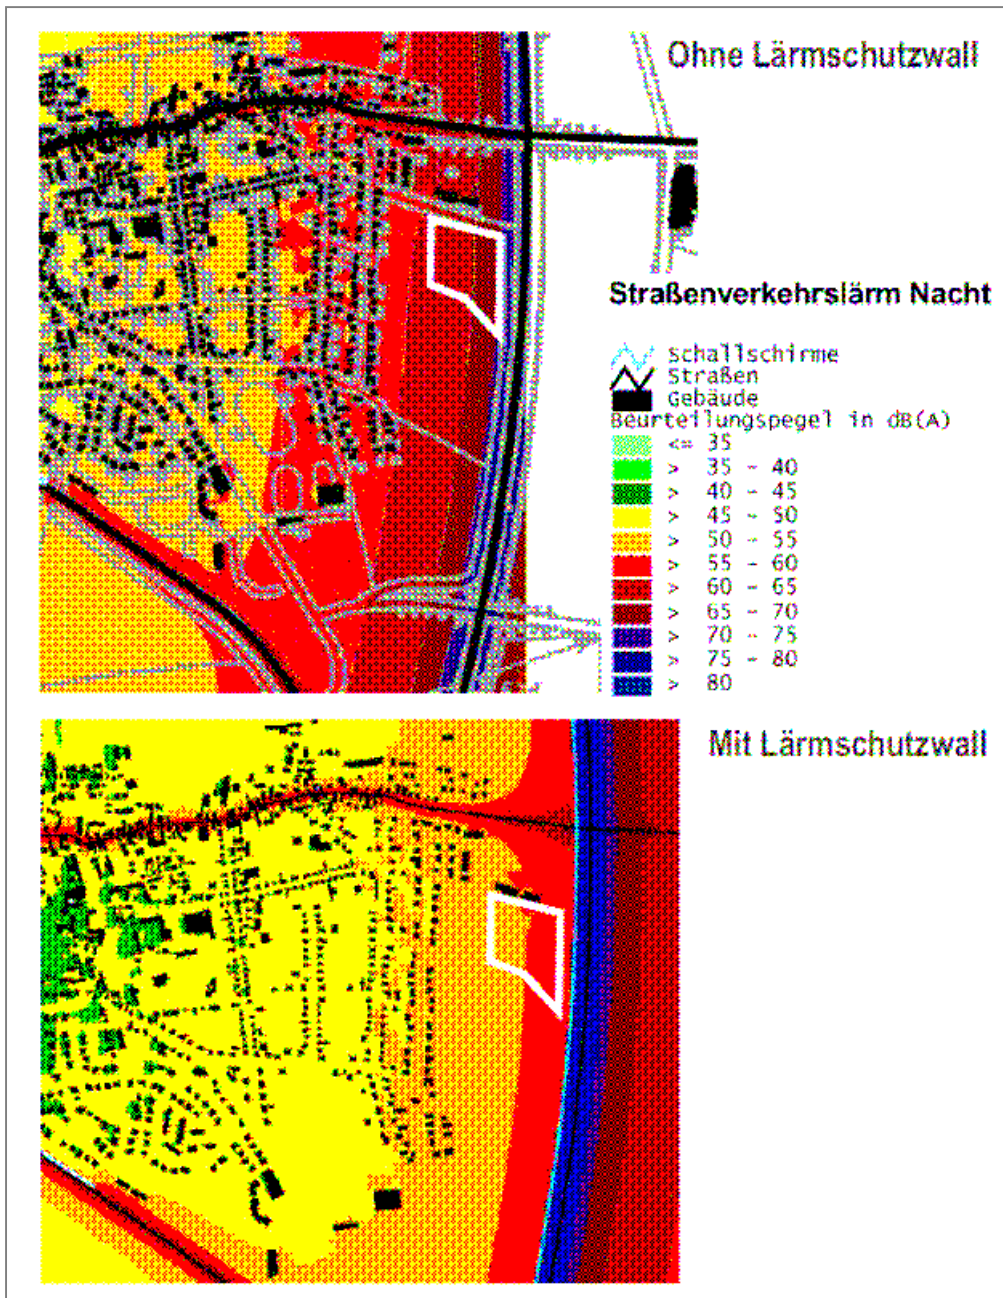 Ohne Lärmschutzwall
Straßenverkehrslärm Nacht
Schallschirme
Straßen
Gebäude
Beurteilungspegel in dB(A)
<= 35
> 35 - 40
> 40 - 45
> 45 - 50
> 50 - 55
> 55 - 60
> 60 - 65
> 65 - 70
> 70 - 75
> 75 - 80
> 80
Mit Lärmschutzwall